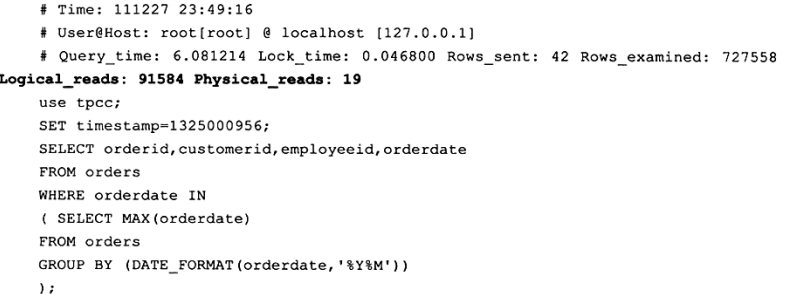 # Time: 111227 23:49:16
# User@Host: root[root] @ localhost [127.0.0.1]
# Query_time: 6.081214 Lock_time: 0.046800 Rows_sent: 42 Rows_examined: 727558
Logical_reads: 91584 Physical_reads: 19
use tpcc;
SET timestamp=1325000956;
SELECT orderid,customerid,employeeid,orderdate
FROM orders
WHERE orderdate IN
( SELECT MAX(orderdate)
FROM orders
GROUP BY (DATE_FORMAT(orderdate,'%Y%M'))
);